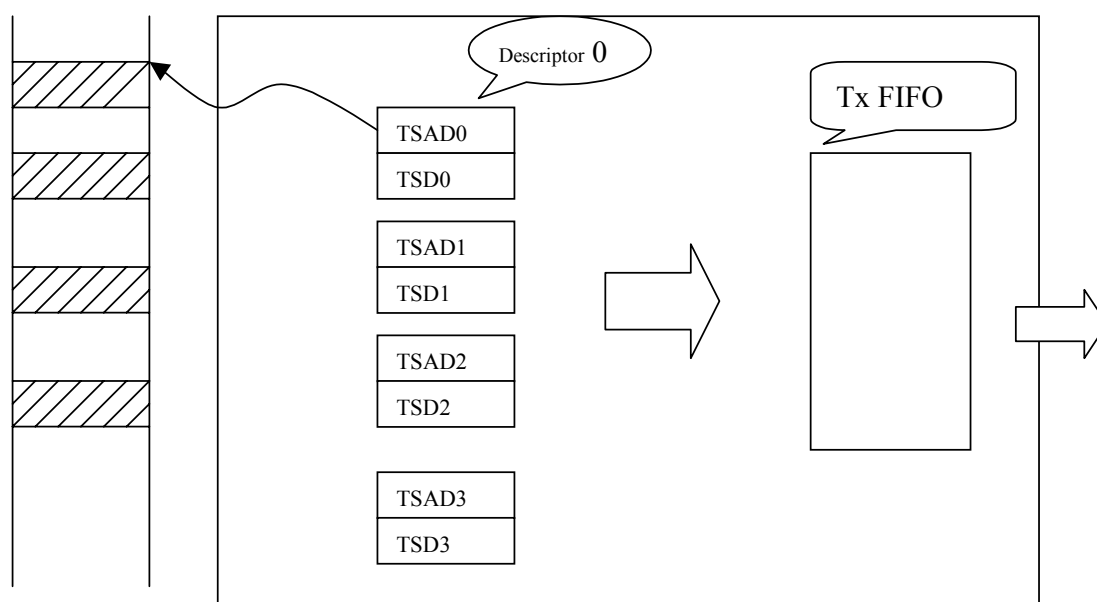 Descriptor 0
Tx FIFO
TSAD0
TSD0
TSAD1
TSD1
TSAD2
TSD2
TSAD3
TSD3